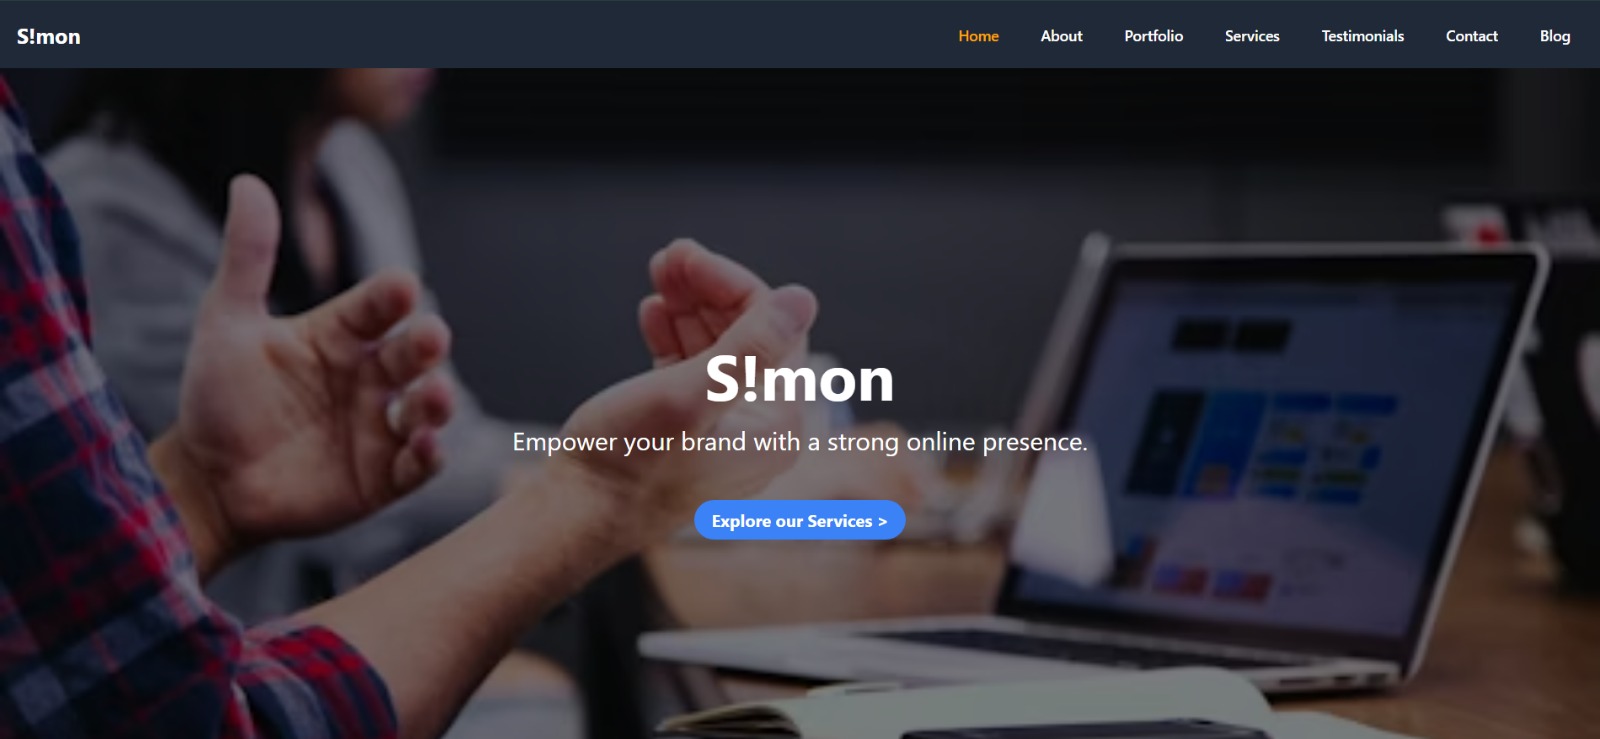 S!mon
Home About Portfolio Services Testimonials Contact Blog
S!mon
Empower your brand with a strong online presence.
Explore our Services >